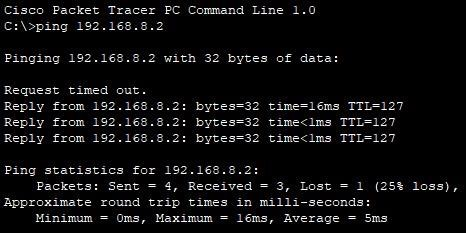 Cisco Packet Tracer PC Command Line 1.0
C:\>ping 192.168.8.2
Pinging 192.168.8.2 with 32 bytes of data:
Request timed out.
Reply from 192.168.8.2: bytes=32 time=16ms TTL=127
Reply from 192.168.8.2: bytes=32 time<1ms TTL=127
Reply from 192.168.8.2: bytes=32 time<1ms TTL=127
Ping statistics for 192.168.8.2:
Packets: Sent = 4, Received = 3, Lost = 1 (25% loss),
Approximate round trip times in milli-seconds:
Minimum = 0ms, Maximum = 16ms, Average = 5ms